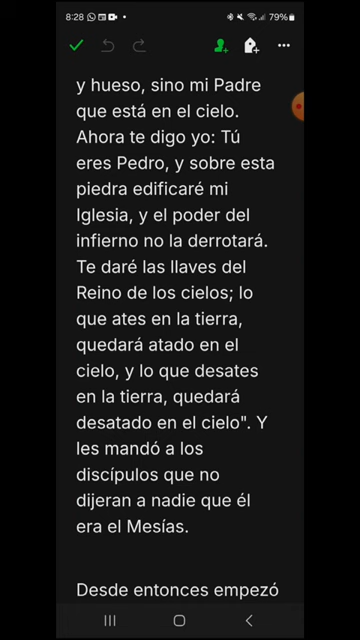 8:28
79%
y hueso, sino mi Padre
que está en el cielo.
Ahora te digo yo: Tú
eres Pedro, y sobre esta
piedra edificaré mi
Iglesia, y el poder del
infierno no la derrotará.
Te daré las llaves del
Reino de los cielos; lo
que ates en la tierra,
quedará atado en el
cielo, y lo que desates
en la tierra, quedará
desatado en el cielo". Y
les mandó a los
discípulos que no
dijeran a nadie que él
era el Mesías.
Desde entonces empezó